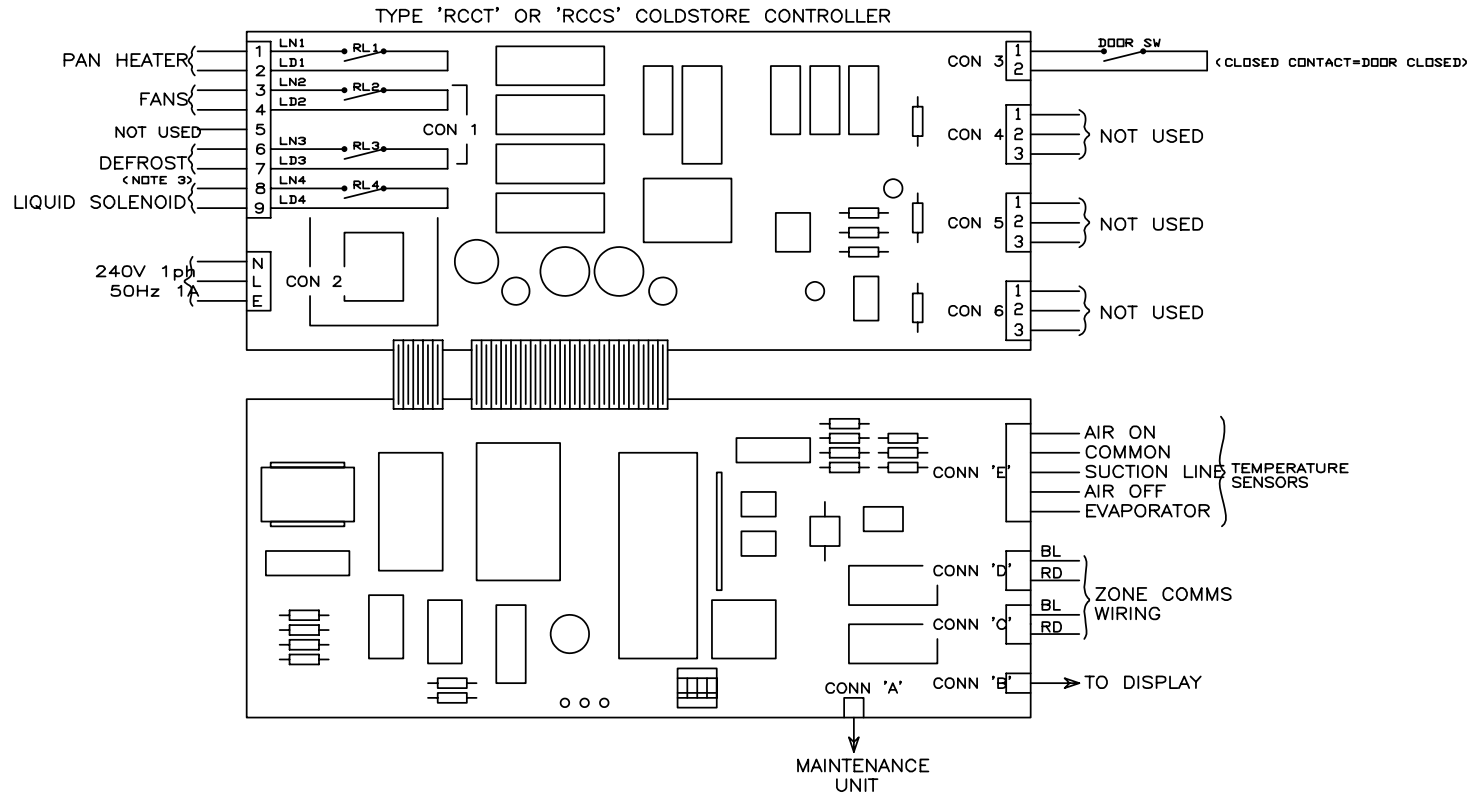 TYPE 'RCCT' OR 'RCCS' COLDSTORE CONTROLLER
PAN HEATER
FANS
NOT USED
DEFROST
(NOTE 3)
LIQUID SOLENOID
240V 1ph
50Hz 1A
1
2
3
4
5
6
7
8
9
LN1
RL1
LD1
LN2
RL2
LD2
LN3
RL3
LD3
LN4
RL4
LD4
CON 1
N
L
E
CON 2
CON 3
1
2
DOOR SW
(CLOSED CONTACT=DOOR CLOSED)
CON 4
1
2
3
NOT USED
CON 5
1
2
3
NOT USED
CON 6
1
2
3
NOT USED
CONN 'E'
AIR ON
COMMON
SUCTION LINE
AIR OFF
EVAPORATOR
TEMPERATURE
SENSORS
CONN 'D'
BL
RD
CONN 'C'
BL
RD
ZONE COMMS
WIRING
CONN 'B'
TO DISPLAY
CONN 'A'
MAINTENANCE
UNIT